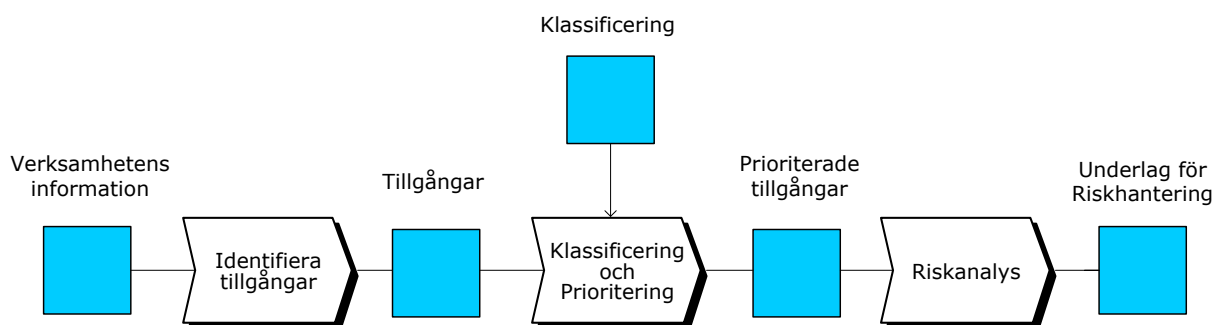 Klassificering
Verksamhetens
information
Tillgångar
Prioriterade
tillgångar
Underlag för
Riskhantering
Identifiera
tillgångar
Klassificering
och
Prioritering
Riskanalys